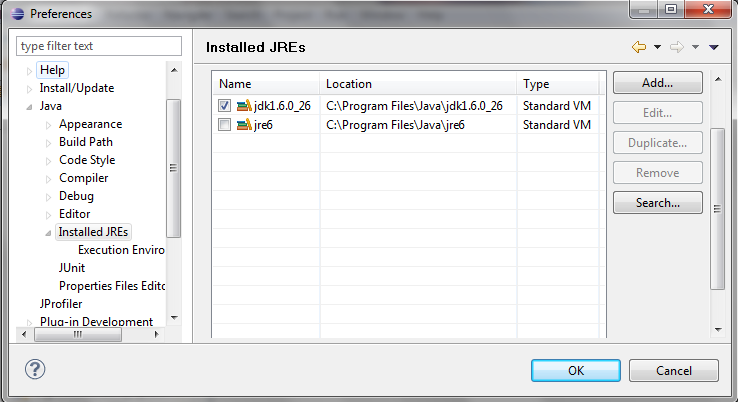 Preferences
type filter text
Help
Install/Update
Java
Appearance
Build Path
Code Style
Compiler
Debug
Editor
Installed JREs
Execution Enviro
JUnit
Properties Files Edito
JProfiler
Plug-in Development
Installed JREs
Name Location Type
jdk1.6.0_26 C:\Program Files\Java\jdk1.6.0_26 Standard VM
jre6 C:\Program Files\Java\jre6 Standard VM
Add...
Edit...
Duplicate...
Remove
Search...
OK Cancel